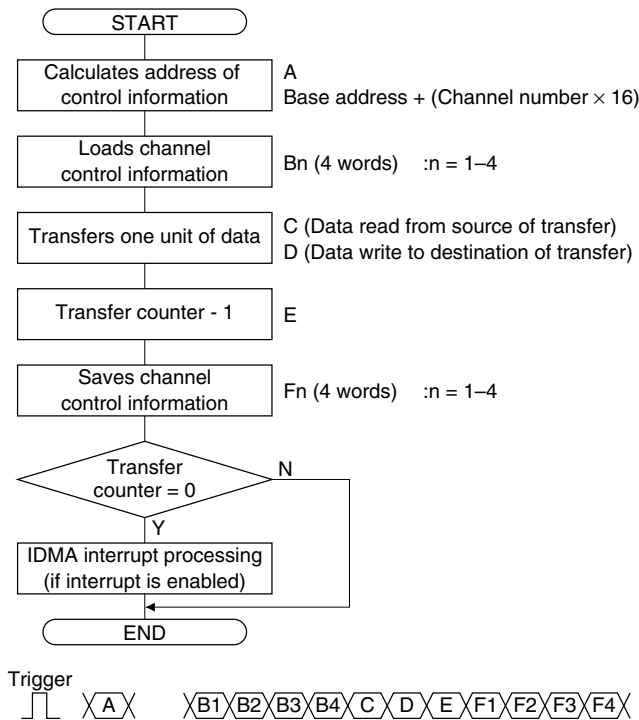 START
Calculates address of
control information
A
Base address + (Channel number × 16)
Loads channel
control information
Bn (4 words) :n = 1–4
Transfers one unit of data
C (Data read from source of transfer)
D (Data write to destination of transfer)
Transfer counter - 1
E
Saves channel
control information
Fn (4 words) :n = 1–4
Transfer
counter = 0
N
Y
IDMA interrupt processing
(if interrupt is enabled)
END
Trigger
A B1 B2 B3 B4 C D E F1 F2 F3 F4